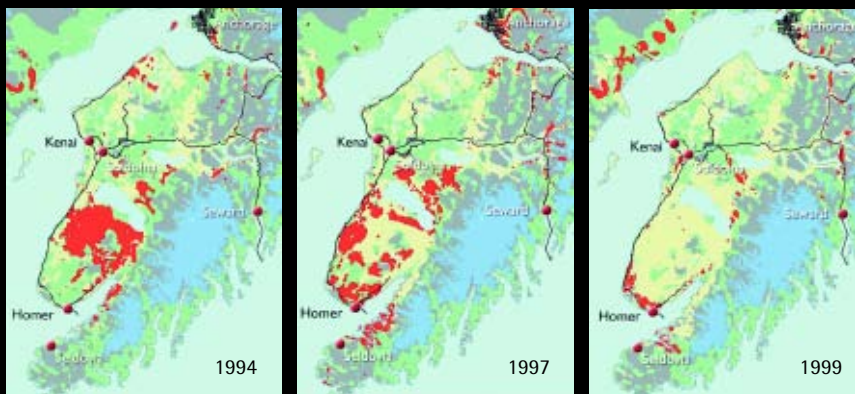 Anchorage
Kenai
Soldotna
Seward
Homer
Seldovia
1994
Anchorage
Kenai
Soldotna
Seward
Homer
Seldovia
1997
Anchorage
Kenai
Soldotna
Seward
Homer
Seldovia
1999